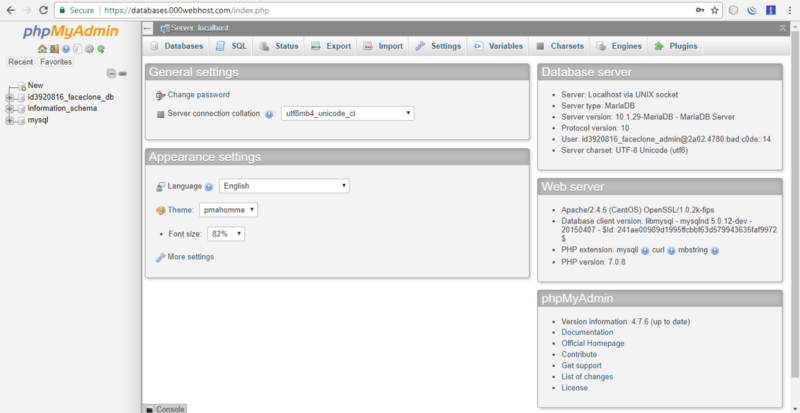 Secure
https://databases.000webhost.com/index.php
phpMyAdmin
Recent Favorites
New
id3920816_faceclone_db
information_schema
mysql
Server: localhost
Databases SQL Status Export Import Settings Variables Charsets Engines Plugins
General settings
Change password
Server connection collation : utf8mb4_unicode_ci
Appearance settings
Language English
Theme: pmahomme
Font size: 82%
More settings
Database server
Server: Localhost via UNIX socket
Server type: MariaDB
Server version: 10.1.29-MariaDB - MariaDB Server
Protocol version: 10
User: id3920816_faceclone_admin@2a02:4780:bad:c0de::14
Server charset: UTF-8 Unicode (utf8)
Web server
Apache/2.4.6 (CentOS) OpenSSL/1.0.2k-fips
Database client version: libmysql - mysqlnd 5.0.12-dev -
20150407 - $Id: 241ae00989d1995ffcbbf63d579943635faf9972
$
PHP extension: mysqli curl mbstring
PHP version: 7.0.8
phpMyAdmin
Version information: 4.7.6 (up to date)
Documentation
Official Homepage
Contribute
Get support
List of changes
License
Console